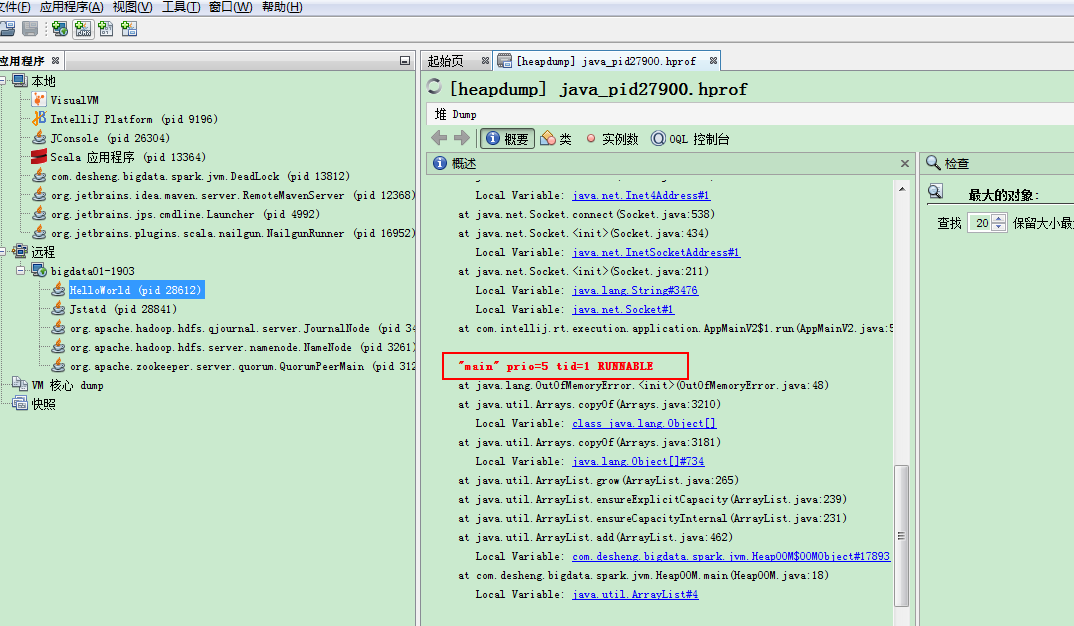 文件(F) 应用程序(A) 视图(V) 工具(T) 窗口(W) 帮助(H)
应用程序
本地
VisualVM
IntelliJ Platform (pid 9196)
JConsole (pid 26304)
Scala 应用程序 (pid 13364)
com.desheng.bigdata.spark.jvm.DeadLock (pid 13812)
org.jetbrains.idea.maven.server.RemoteMavenServer (pid 12368)
org.jetbrains.jps.cmdline.Launcher (pid 4992)
org.jetbrains.plugins.scala.nailgun.NailgunRunner (pid 16952)
远程
bigdata01-1903
HelloWorld (pid 28612)
Jstatd (pid 28841)
org.apache.hadoop.hdfs.qjournal.server.JournalNode (pid 34
org.apache.hadoop.hdfs.server.namenode.NameNode (pid 3261)
org.apache.zookeeper.server.quorum.QuorumPeerMain (pid 312
VM 核心 dump
快照
起始页 [heapdump] java_pid27900.hprof
[heapdump] java_pid27900.hprof
堆 Dump
概要 类 实例数 OQL 控制台
概述
Local Variable: java.net.Inet4Address#1
at java.net.Socket.connect(Socket.java:538)
at java.net.Socket.<init>(Socket.java:434)
Local Variable: java.net.InetSocketAddress#1
at java.net.Socket.<init>(Socket.java:211)
Local Variable: java.lang.String#3476
Local Variable: java.net.Socket#1
at com.intellij.rt.execution.application.AppMainV2$1.run(AppMainV2.java:5
"main" prio=5 tid=1 RUNNABLE
at java.lang.OutOfMemoryError.<init>(OutOfMemoryError.java:48)
at java.util.Arrays.copyOf(Arrays.java:3210)
Local Variable: class java.lang.Object[]
at java.util.Arrays.copyOf(Arrays.java:3181)
Local Variable: java.lang.Object[]#734
at java.util.ArrayList.grow(ArrayList.java:265)
at java.util.ArrayList.ensureExplicitCapacity(ArrayList.java:239)
at java.util.ArrayList.ensureCapacityInternal(ArrayList.java:231)
at java.util.ArrayList.add(ArrayList.java:462)
Local Variable: com.desheng.bigdata.spark.jvm.HeapOOM$OOMObject#17893
at com.desheng.bigdata.spark.jvm.HeapOOM.main(HeapOOM.java:18)
Local Variable: java.util.ArrayList#4
检查
最大的对象:
查找 20 保留大小最